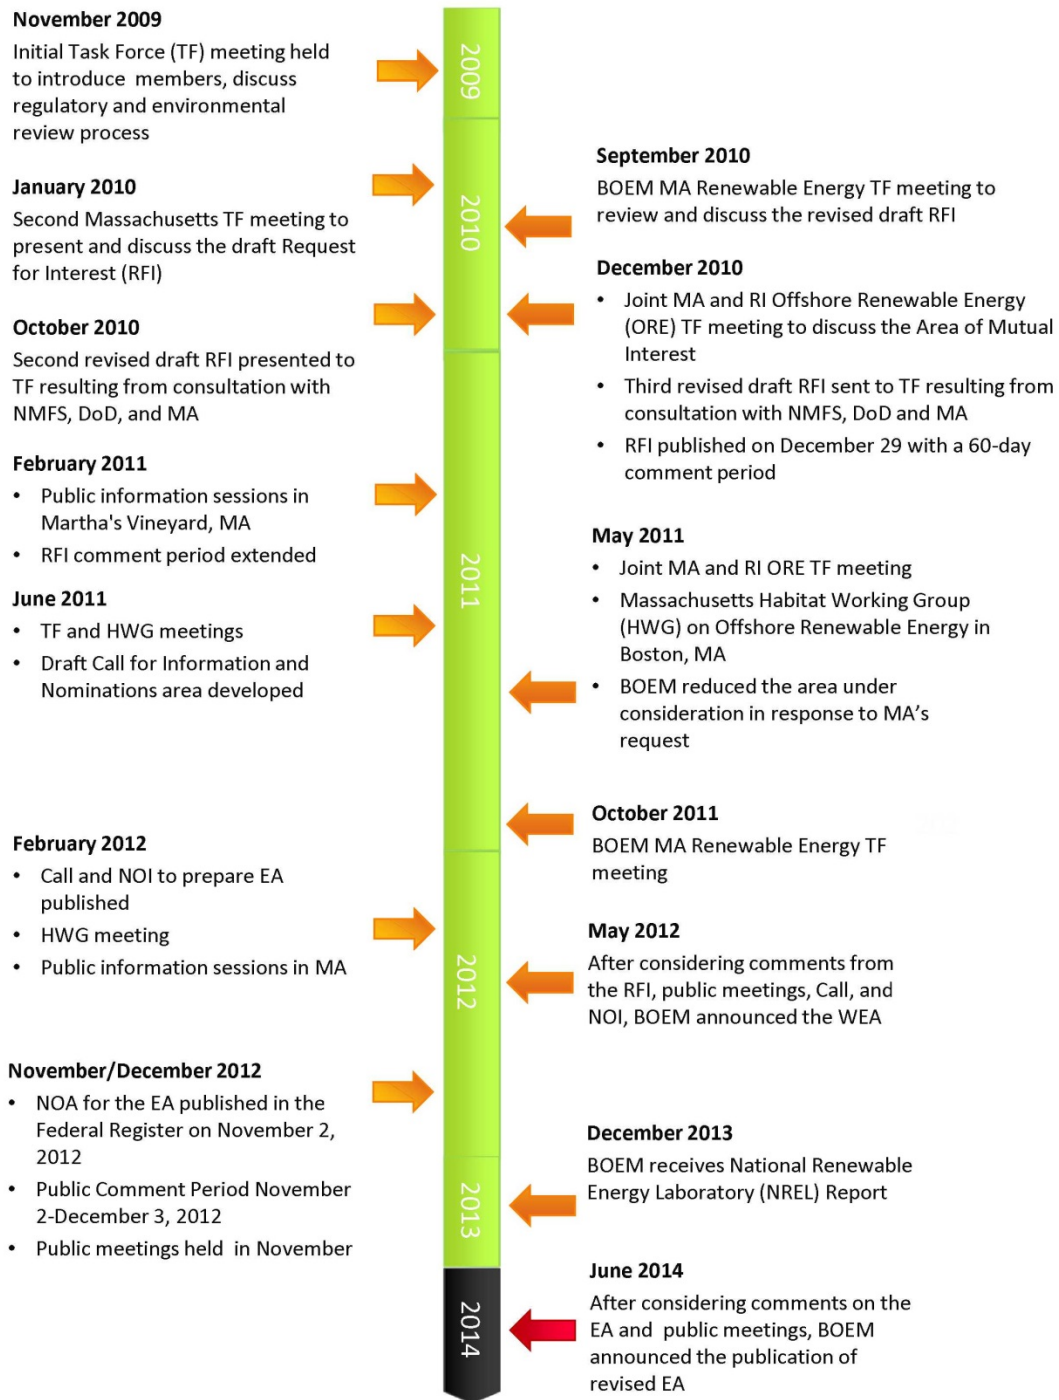 November 2009
Initial Task Force (TF) meeting held
to introduce members, discuss
regulatory and environmental
review process
January 2010
Second Massachusetts TF meeting to
present and discuss the draft Request
for Interest (RFI)
October 2010
Second revised draft RFI presented to
TF resulting from consultation with
NMFS, DoD, and MA
February 2011
• Public information sessions in
Martha's Vineyard, MA
• RFI comment period extended
June 2011
• TF and HWG meetings
• Draft Call for Information and
Nominations area developed
February 2012
• Call and NOI to prepare EA
published
• HWG meeting
• Public information sessions in MA
November/December 2012
• NOA for the EA published in the
Federal Register on November 2,
2012
• Public Comment Period November
2-December 3, 2012
• Public meetings held in November
2009
2010
2011
2012
2013
2014
September 2010
BOEM MA Renewable Energy TF meeting to
review and discuss the revised draft RFI
December 2010
• Joint MA and RI Offshore Renewable Energy
(ORE) TF meeting to discuss the Area of Mutual
Interest
• Third revised draft RFI sent to TF resulting from
consultation with NMFS, DoD and MA
• RFI published on December 29 with a 60-day
comment period
May 2011
• Joint MA and RI ORE TF meeting
• Massachusetts Habitat Working Group
(HWG) on Offshore Renewable Energy in
Boston, MA
• BOEM reduced the area under
consideration in response to MA's
request
October 2011
BOEM MA Renewable Energy TF
meeting
May 2012
After considering comments from
the RFI, public meetings, Call, and
NOI, BOEM announced the WEA
December 2013
BOEM receives National Renewable
Energy Laboratory (NREL) Report
June 2014
After considering comments on the
EA and public meetings, BOEM
announced the publication of
revised EA